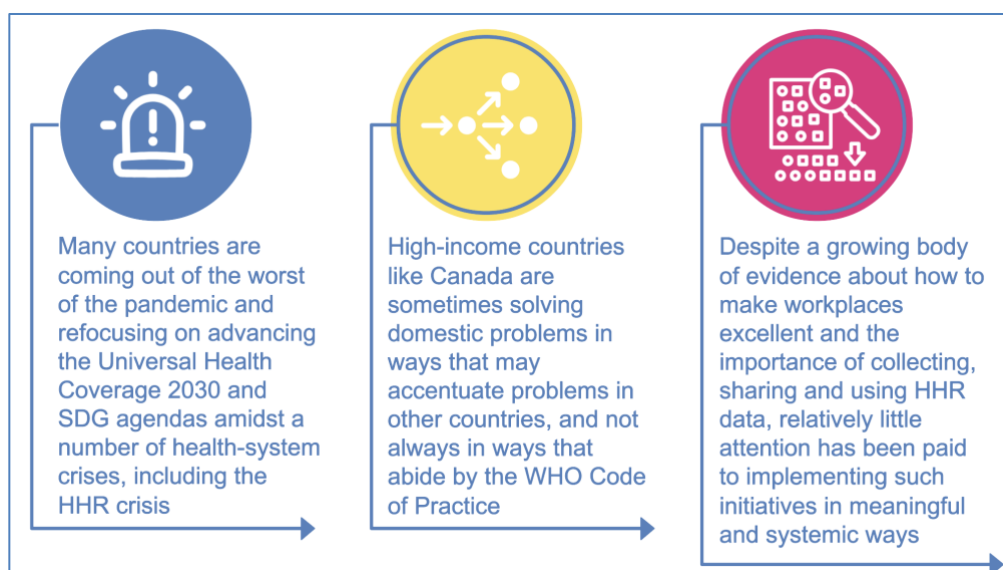 Many countries are
coming out of the worst
of the pandemic and
refocusing on advancing
the Universal Health
Coverage 2030 and
SDG agendas amidst a
number of health-system
crises, including the
HHR crisis
High-income countries
like Canada are
sometimes solving
domestic problems in
ways that may
accentuate problems in
other countries, and not
always in ways that
abide by the WHO Code
of Practice
Despite a growing body
of evidence about how to
make workplaces
excellent and the
importance of collecting,
sharing and using HHR
data, relatively little
attention has been paid
to implementing such
initiatives in meaningful
and systemic ways